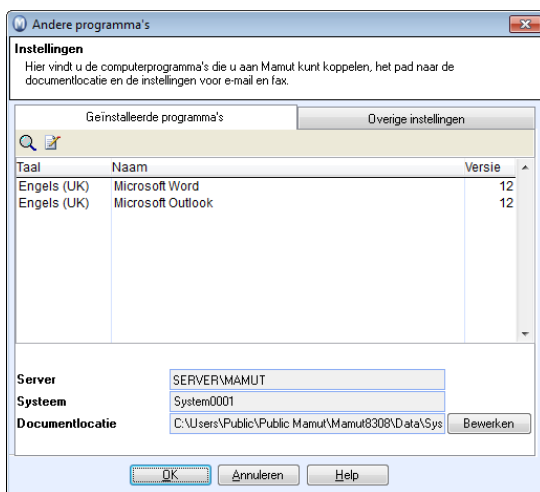 Andere programma's
Instellingen
Hier vindt u de computerprogramma's die u aan Mamut kunt koppelen, het pad naar de
documentlocatie en de instellingen voor e-mail en fax.
Geïnstalleerde programma's Overige instellingen
Taal Naam Versie
Engels (UK) Microsoft Word 12
Engels (UK) Microsoft Outlook 12
Server SERVER\MAMUT
Systeem System0001
Documentlocatie C:\Users\Public\Public Mamut\Mamut8308\Data\Sys Bewerken
OK Annuleren Help